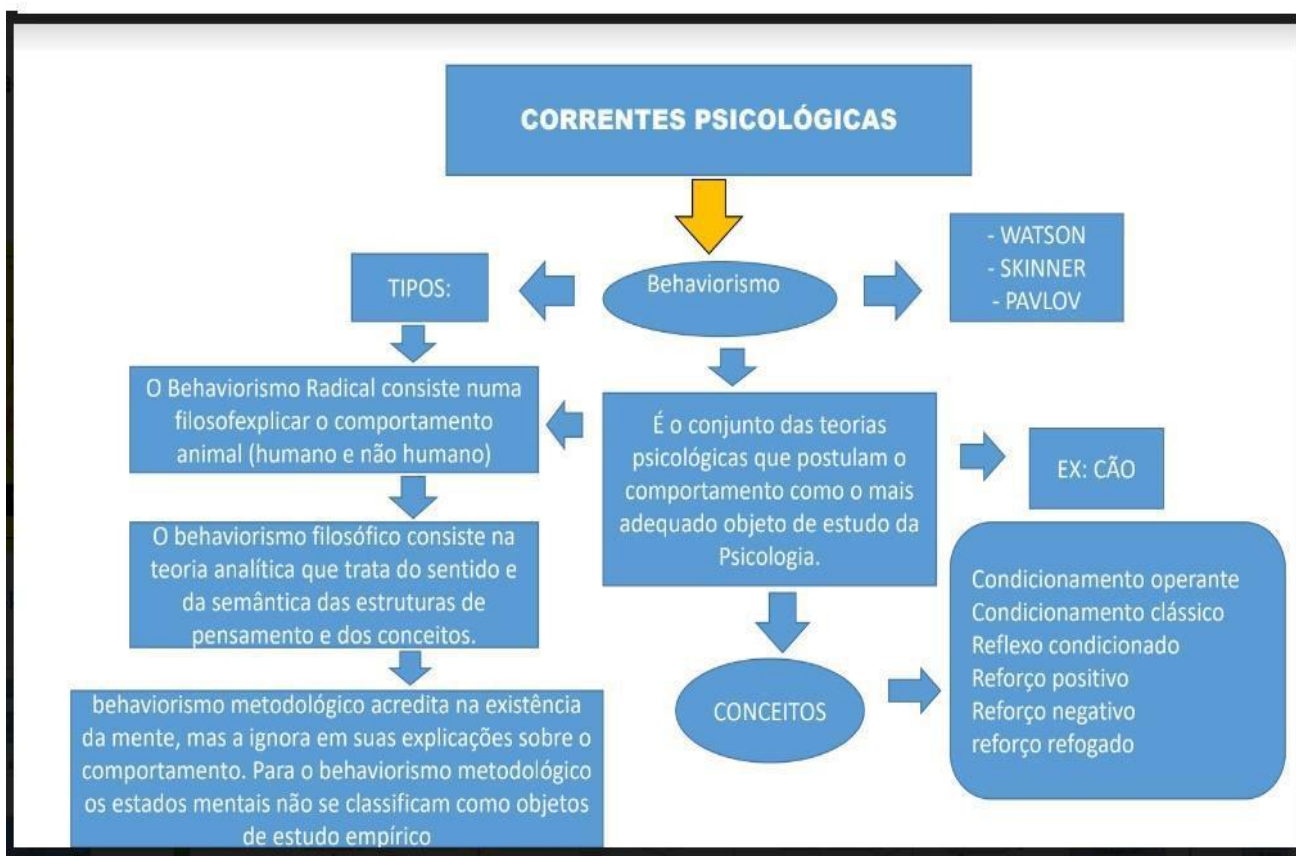 CORRENTES PSICOLÓGICAS
Behaviorismo
- WATSON
- SKINNER
- PAVLOV
TIPOS:
O Behaviorismo Radical consiste numa
filosofexplicar o comportamento
animal (humano e não humano)
O behaviorismo filosófico consiste na
teoria analítica que trata do sentido e
da semântica das estruturas de
pensamento e dos conceitos.
behaviorismo metodológico acredita na existência
da mente, mas a ignora em suas explicações sobre o
comportamento. Para o behaviorismo metodológico
os estados mentais não se classificam como objetos
de estudo empírico
É o conjunto das teorias
psicológicas que postulam o
comportamento como o mais
adequado objeto de estudo da
Psicologia.
EX: CÃO
CONCEITOS
Condicionamento operante
Condicionamento clássico
Reflexo condicionado
Reforço positivo
Reforço negativo
reforço refogado